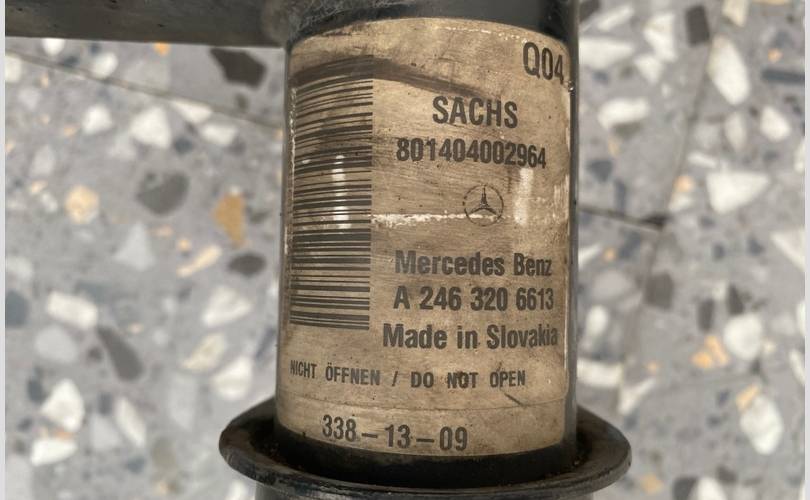 Q04
SACHS
801404002964
Mercedes Benz
A 246 320 6613
Made in Slovakia
NICHT ÖFFNEN / DO NOT OPEN
338-13-09